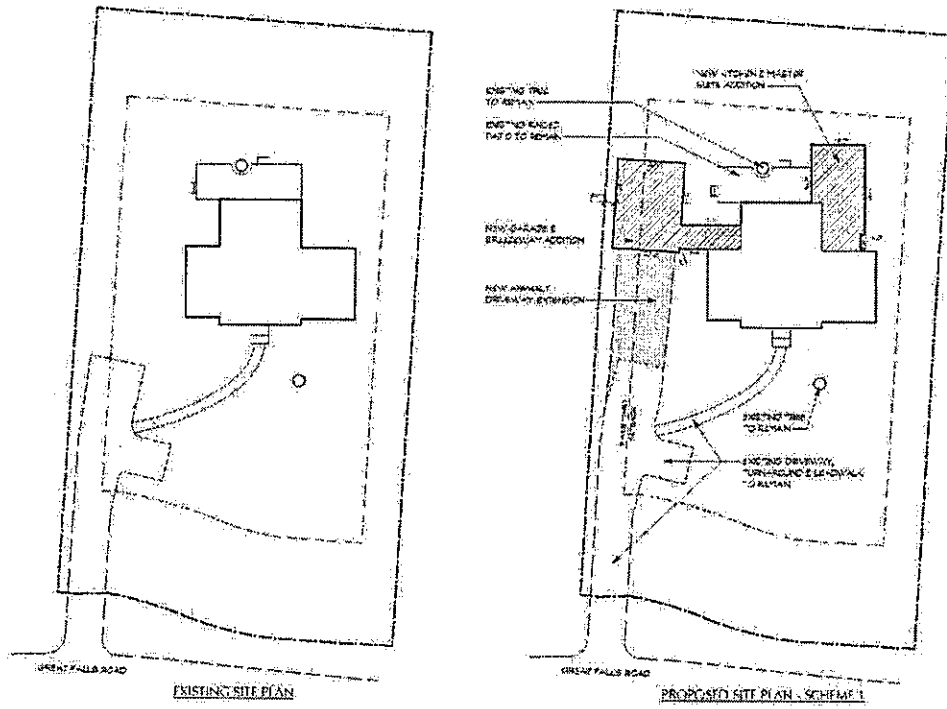 GREAT FALLS ROAD
EXISTING SITE PLAN
EXISTING TREE
TO REMAIN
EXISTING RAISED
PATIO TO REMAIN
NEW KITCHEN & MASTER
SUITE ADDITION
NEW GARAGE &
BREEZEWAY ADDITION
NEW ASPHALT
DRIVEWAY EXTENSION
EXISTING TREE
TO REMAIN
EXISTING DRIVEWAY,
TURNAROUND & LEADWALK
TO REMAIN
GREAT FALLS ROAD
PROPOSED SITE PLAN - SCHEME 1